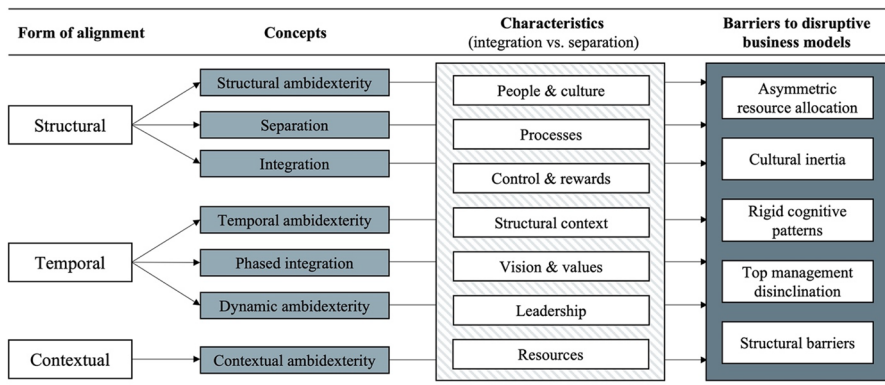 Form of alignment
Concepts
Characteristics
(integration vs. separation)
Barriers to disruptive
business models
Structural
Structural ambidexterity
Separation
Integration
Temporal
Temporal ambidexterity
Phased integration
Dynamic ambidexterity
Contextual
Contextual ambidexterity
People & culture
Processes
Control & rewards
Structural context
Vision & values
Leadership
Resources
Asymmetric
resource allocation
Cultural inertia
Rigid cognitive
patterns
Top management
disinclination
Structural barriers